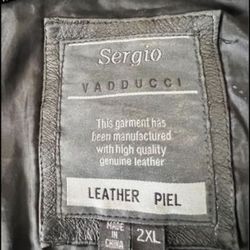 Sergio
VADDUCCI
This garment has
been manufactured
with high quality
genuine leather
LEATHER PIEL
MADE IN CHINA
2XL